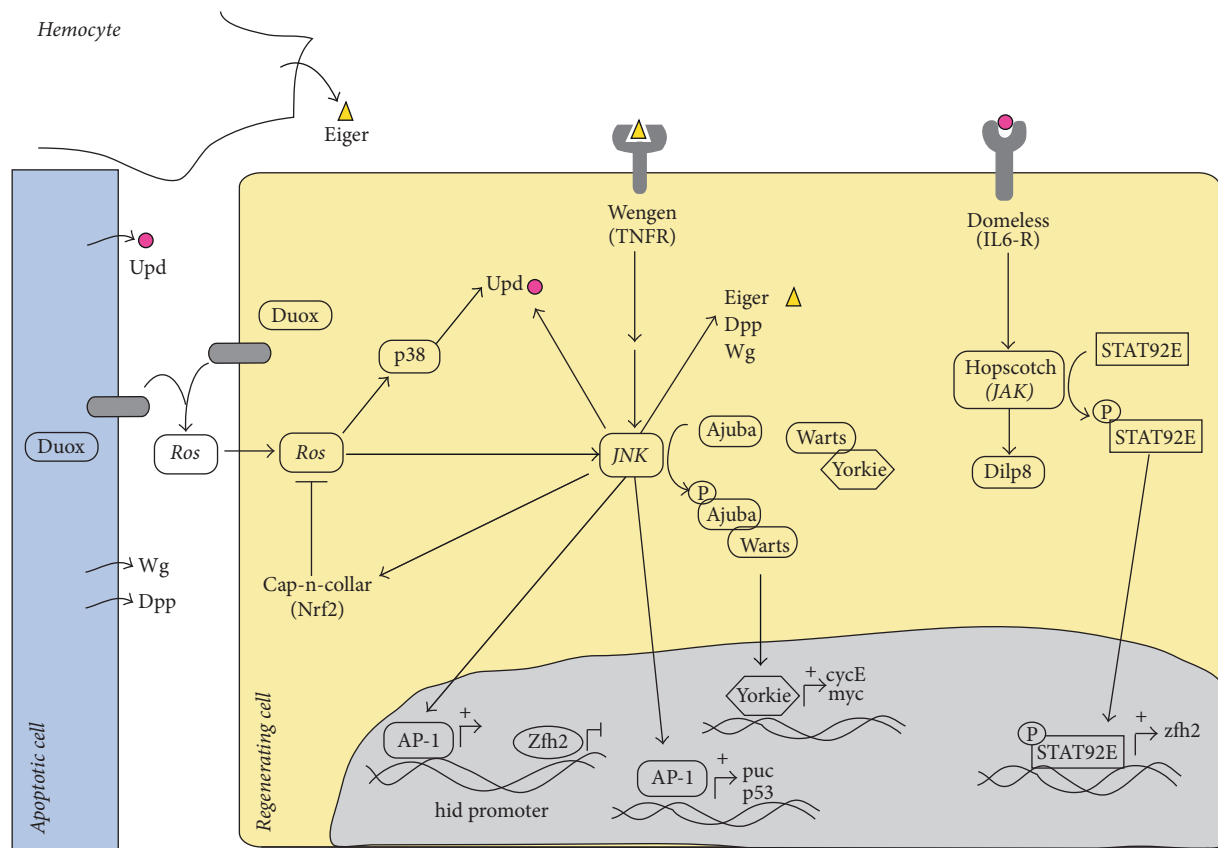 Hemocyte
Eiger
Upd
Duox
Duox
Ros
Wg
Dpp
Apoptotic cell
Regenerating cell
Wengen
(TNFR)
Domeless
(IL6-R)
Upd
Eiger
Dpp
Wg
p38
Ros
JNK
Ajuba
P
Ajuba
Warts
Warts
Yorkie
Hopscotch
(JAK)
Dilp8
STAT92E
P
STAT92E
Cap-n-collar
(Nrf2)
AP-1
+
Zfh2
hid promoter
AP-1
+
puc
p53
Yorkie
+
cycE
myc
P
STAT92E
+
zfh2